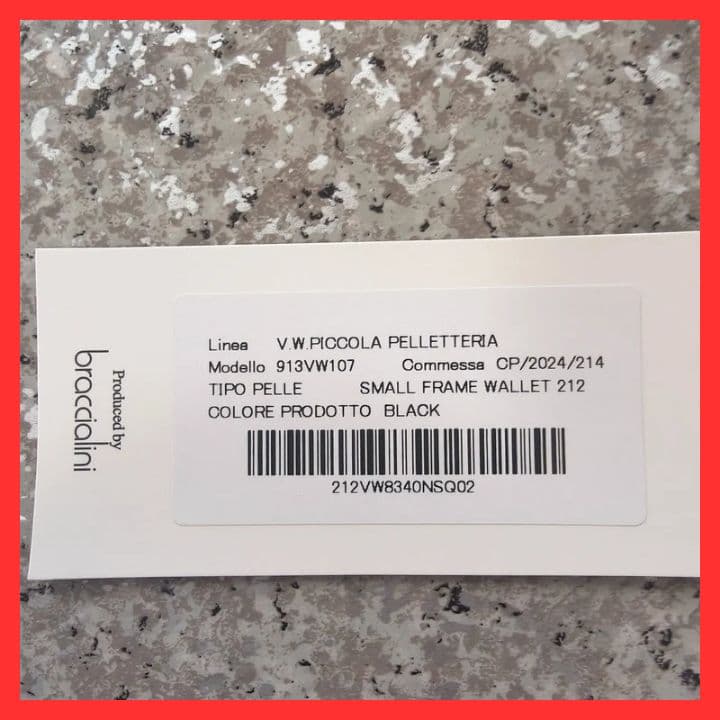 Linea V.W.PICCOLA PELLETTERIA
Modello 913VW107 Commessa CP/2024/214
TIPO PELLE SMALL FRAME WALLET 212
COLORE PRODOTTO BLACK
212VW8340NSQ02
Produced by
braccialini